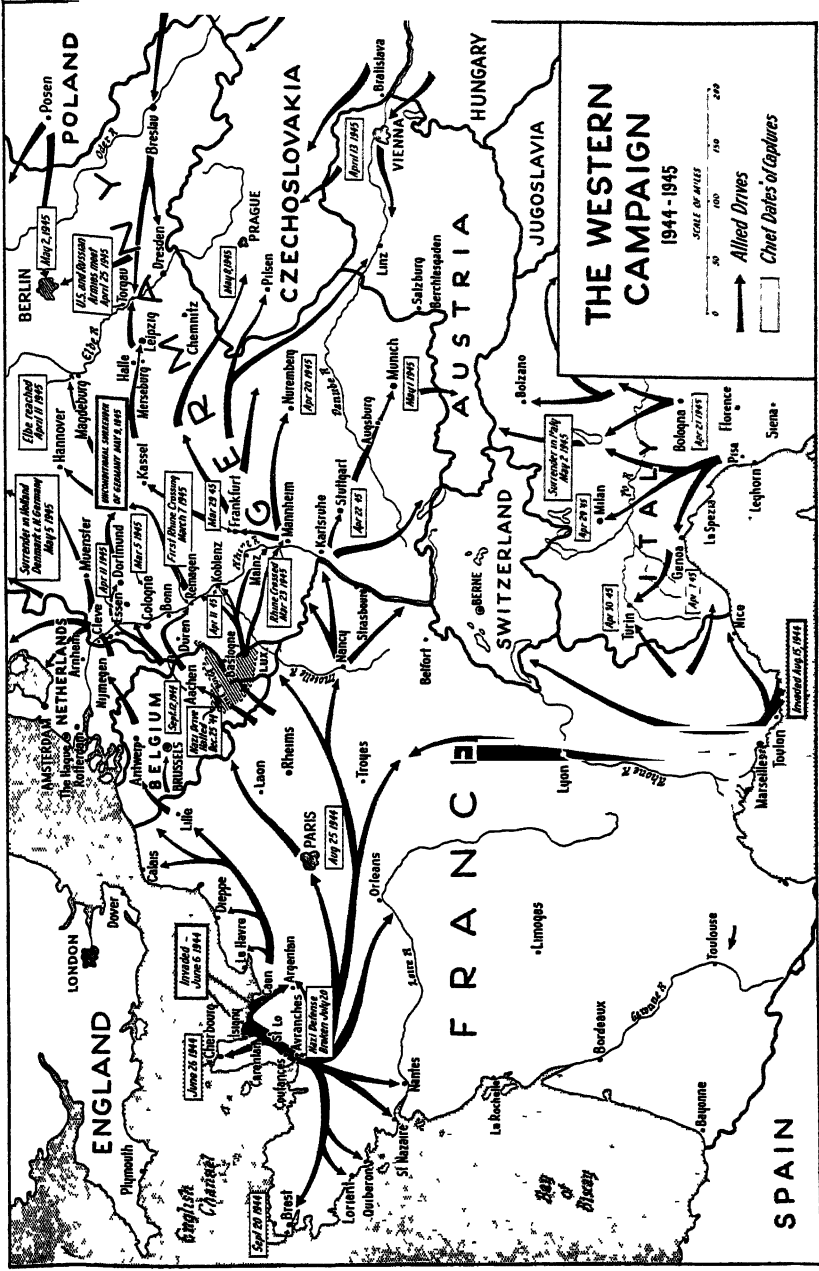 THE WESTERN
CAMPAIGN
1944-1945
SCALE OF MILES
0 50 100 150 200
Allied Drives
Chief Dates of Captures
ENGLAND
LONDON
Dover
Plymouth
English
Channel
Bay
of
Biscay
SPAIN
FRANCE
Calais
Lille
Dieppe
Le Havre
Invaded -
June 6 1944
June 26 1944
Cherbourg
Isigny
Carentan
Caen
St Lo
Coutances
Avranches
Argentan
Nazi Defense
Broken July 20
Sept 20 1944
Brest
Lorient
Quiberon
St Nazaire
Nantes
Loire R
Orleans
PARIS
Aug 25 1944
Laon
Rheims
Troyes
La Rochelle
Limoges
Bordeaux
Toulouse
Bayonne
Lyon
Rhone R
Marseilles
Toulon
Invaded Aug. 15, 1944
Nice
AMSTERDAM
The Hague
Rotterdam
NETHERLANDS
Arnhem
Nijmegen
Antwerp
BELGIUM
BRUSSELS
Sept. 12, 1944
Aachen
Nazi Drive
Halted
Dec. 25 '44
Bastogne
LUX
Moselle R
Nancy
Strasbourg
Belfort
Surrender in Holland
Denmark & N. Germany
May 5 1945
Muenster
Cleve
Essen
Dortmund
Apr 11 1945
Cologne
Mar 5 1945
Bonn
Duren
Remagen
First Rhine Crossing
March 7 1945
Koblenz
Mainz
Rhine Crossed
Mar 23 1945
Mar 29 45
Frankfurt
Mannheim
Karlsruhe
Stuttgart
Apr 22 45
GERMANY
Elbe reached
April 11 1945
Hannover
Magdeburg
UNCONDITIONAL SURRENDER
OF GERMANY MAY 9, 1945
Kassel
Halle
Merseburg
Leipzig
Chemnitz
Elbe R
BERLIN
May 2, 1945
U.S. and Russian
Armies meet
April 25 1945
Torgau
Dresden
Posen
POLAND
Oder R
Breslau
PRAGUE
May 8, 1945
Pilsen
CZECHOSLOVAKIA
Nuremberg
Apr 20 1945
Danube R
Augsburg
Munich
May 1 1945
Linz
Salzburg
Berchtesgaden
April 13 1945
VIENNA
Bratislava
HUNGARY
AUSTRIA
JUGOSLAVIA
SWITZERLAND
BERNE
ITALY
Bolzano
Surrender in Italy
May 2 1945
Milan
Apr 29 '45
Po R
Turin
Apr 30 45
Genoa
La Spezia
Bologna
Apr 21 1945
Florence
Pisa
Siena
Leghorn